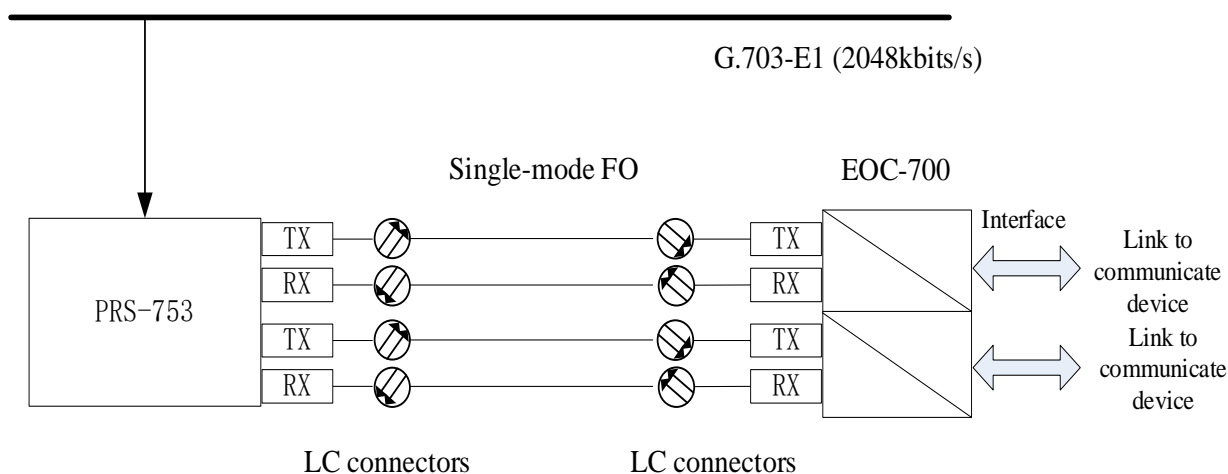 G.703-E1 (2048kbits/s)
Single-mode FO
EOC-700
PRS-753
TX
RX
TX
RX
TX
RX
TX
RX
Interface
Link to
communicate
device
Link to
communicate
device
LC connectors
LC connectors